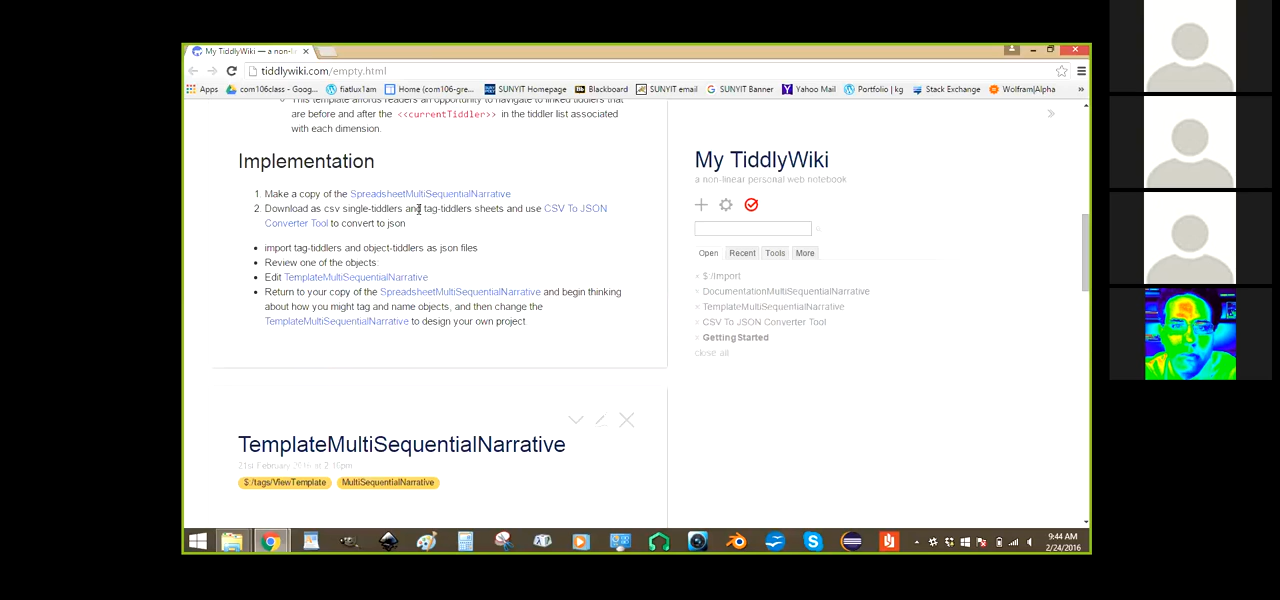 My TiddlyWiki — a non-li
tiddlywiki.com/empty.html
Apps com106class - Goog... fiatlux1am Home (com106-gre... SUNYIT Homepage Blackboard SUNYIT email SUNYIT Banner Yahoo Mail Portfolio | kg Stack Exchange Wolfram|Alpha »
This template affords readers an opportunity to navigate to linked tiddlers that
are before and after the <<currentTiddler>> in the tiddler list associated
with each dimension.
Implementation
1. Make a copy of the SpreadsheetMultiSequentialNarrative
2. Download as csv single-tiddlers and tag-tiddlers sheets and use CSV To JSON
Converter Tool to convert to json
• import tag-tiddlers and object-tiddlers as json files
• Review one of the objects:
• Edit TemplateMultiSequentialNarrative
• Return to your copy of the SpreadsheetMultiSequentialNarrative and begin thinking
about how you might tag and name objects, and then change the
TemplateMultiSequentialNarrative to design your own project.
TemplateMultiSequentialNarrative
21st February 2016 at 2:16pm
$:/tags/ViewTemplate MultiSequentialNarrative
My TiddlyWiki
a non-linear personal web notebook
Open Recent Tools More
× $:/Import
× DocumentationMultiSequentialNarrative
× TemplateMultiSequentialNarrative
× CSV To JSON Converter Tool
× GettingStarted
close all
9:44 AM
2/24/2016